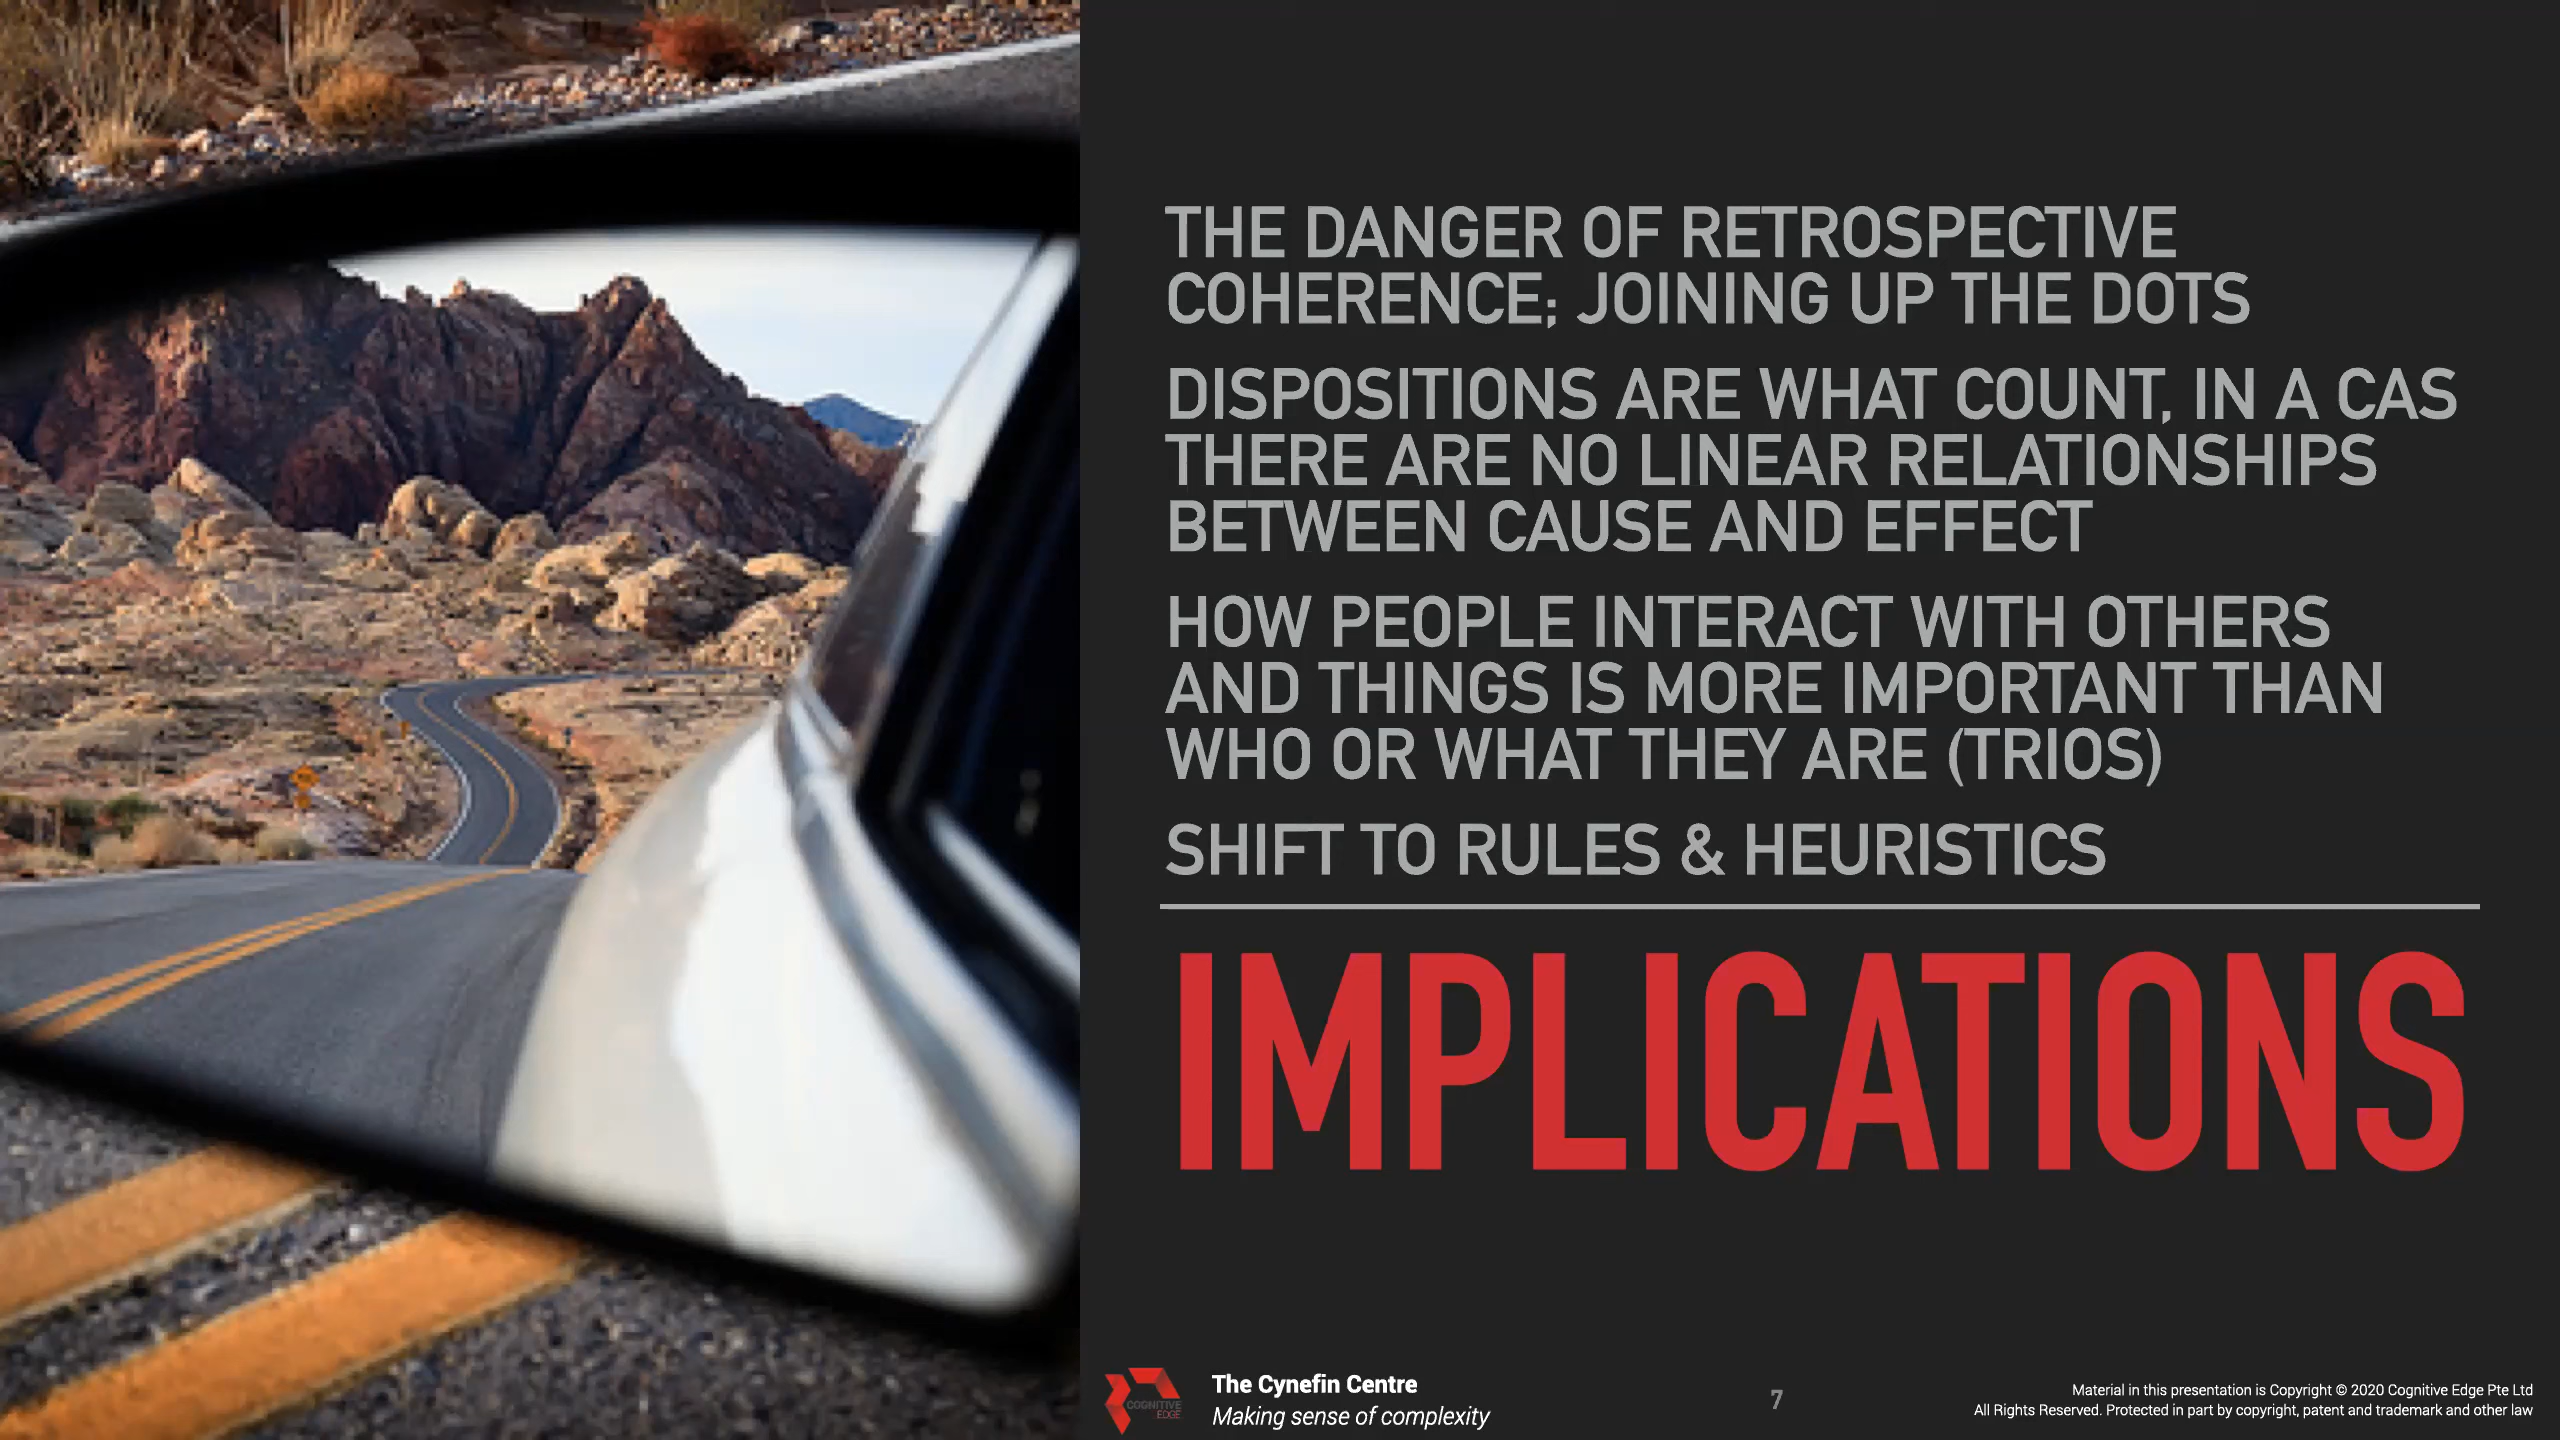 THE DANGER OF RETROSPECTIVE
COHERENCE; JOINING UP THE DOTS
DISPOSITIONS ARE WHAT COUNT, IN A CAS
THERE ARE NO LINEAR RELATIONSHIPS
BETWEEN CAUSE AND EFFECT
HOW PEOPLE INTERACT WITH OTHERS
AND THINGS IS MORE IMPORTANT THAN
WHO OR WHAT THEY ARE (TRIOS)
SHIFT TO RULES & HEURISTICS
IMPLICATIONS
COGNITIVE
EDGE
The Cynefin Centre
Making sense of complexity
7
Material in this presentation is Copyright © 2020 Cognitive Edge Pte Ltd
All Rights Reserved. Protected in part by copyright, patent and trademark and other law